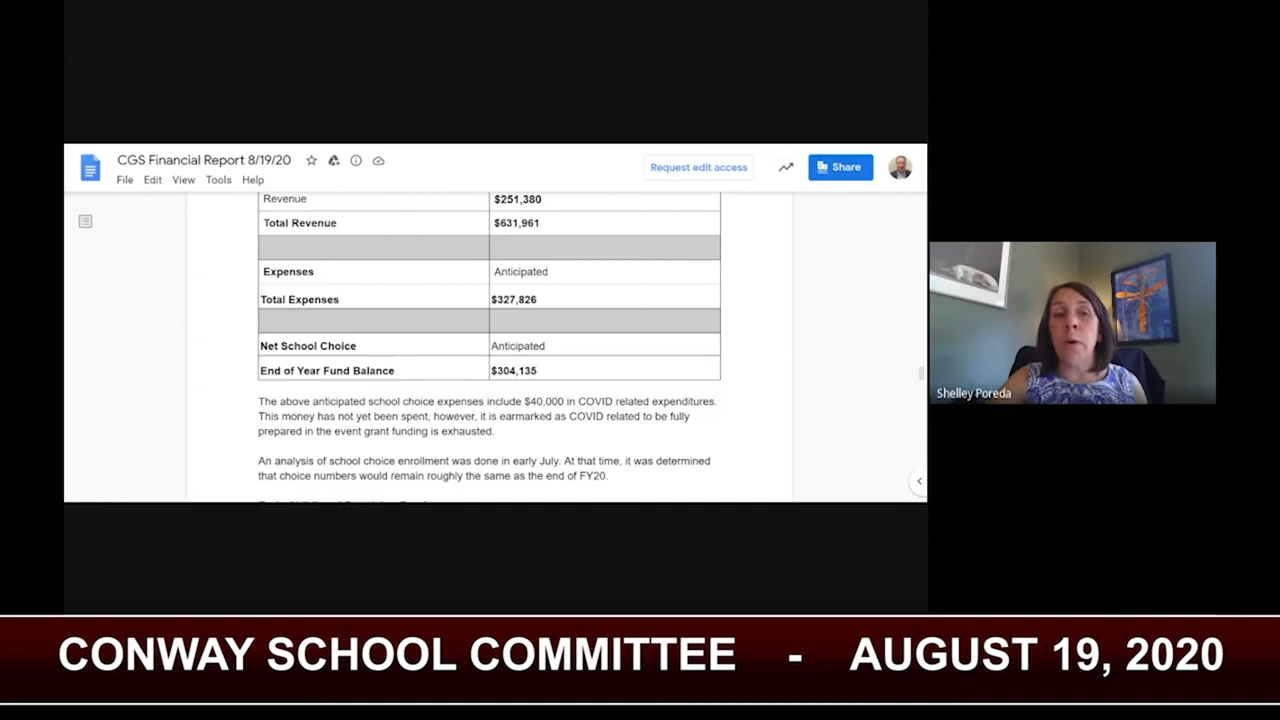 CGS Financial Report 8/19/20
File Edit View Tools Help
Request edit access
Share
Revenue $251,380
Total Revenue $631,961
Expenses Anticipated
Total Expenses $327,826
Net School Choice Anticipated
End of Year Fund Balance $304,135
The above anticipated school choice expenses include $40,000 in COVID related expenditures.
This money has not yet been spent, however, it is earmarked as COVID related to be fully
prepared in the event grant funding is exhausted.
An analysis of school choice enrollment was done in early July. At that time, it was determined
that choice numbers would remain roughly the same as the end of FY20.
Shelley Poreda
CONWAY SCHOOL COMMITTEE - AUGUST 19, 2020